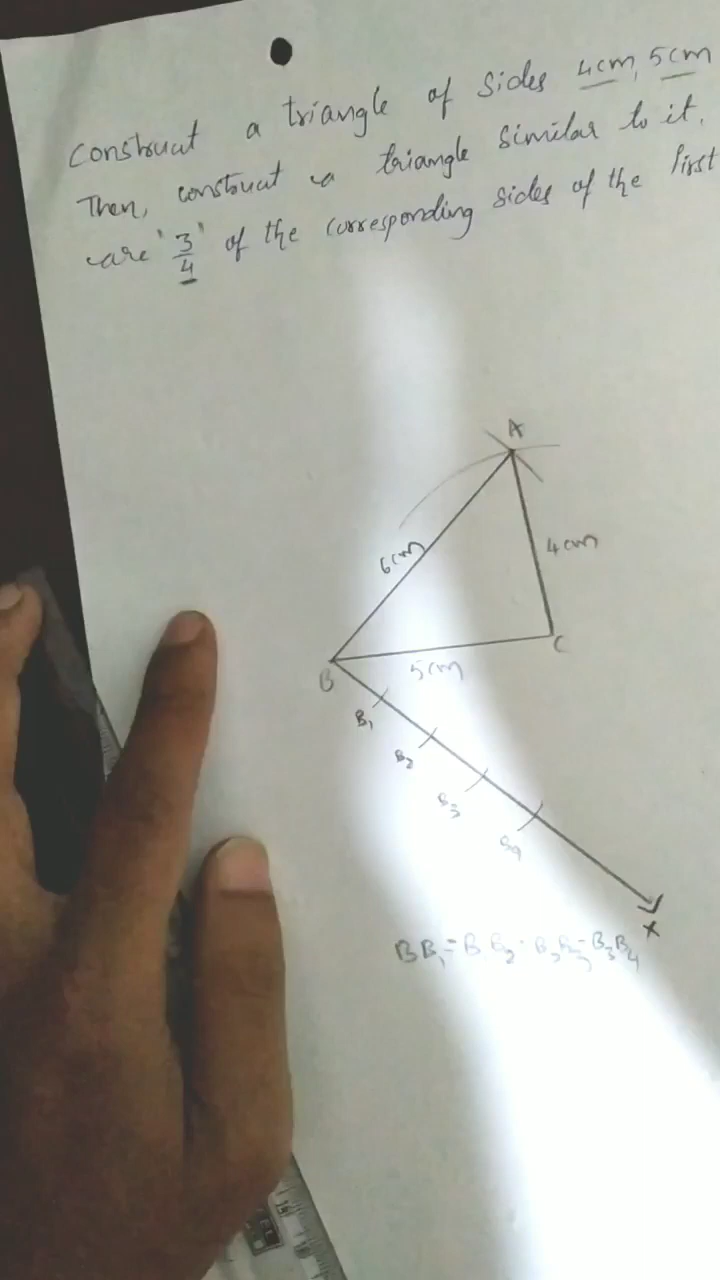 Construct a triangle of sides 4cm, 5cm
Then, construct a triangle similar to it.
are '3/4' of the corresponding sides of the first
A
6cm
4cm
B
5cm
C
B1
B2
B3
B4
X
BB1 = B B2 = B2B3 = B3B4